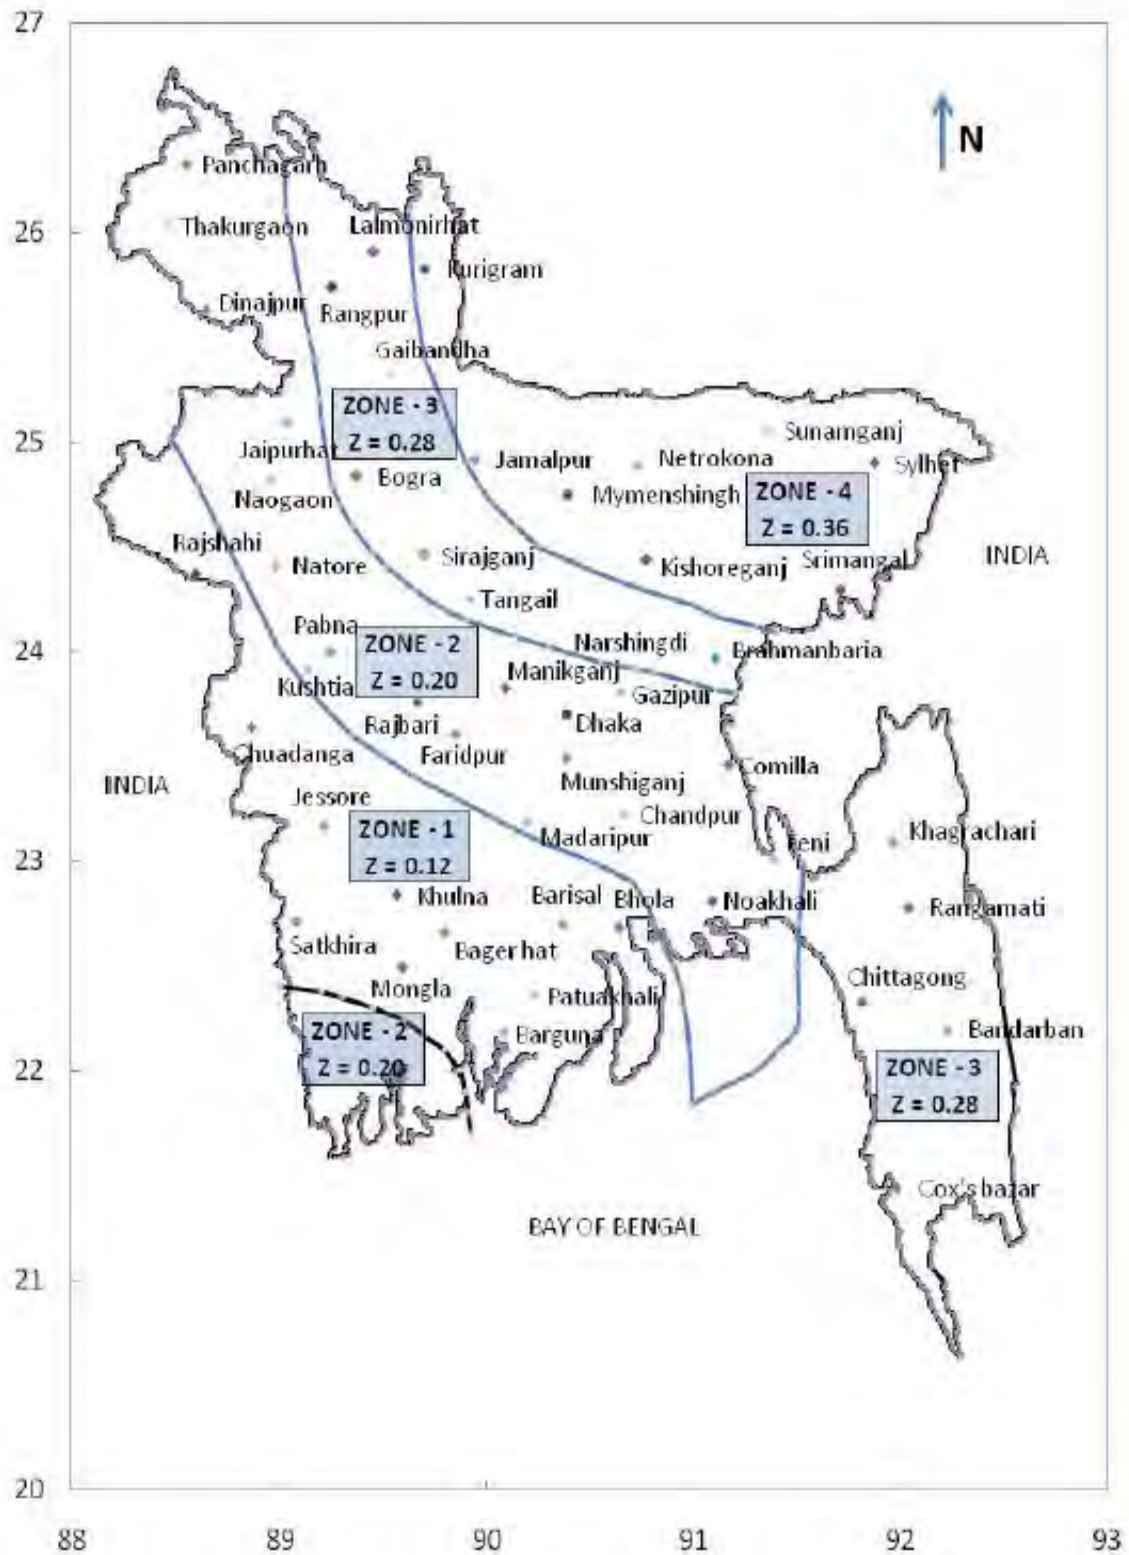 27
N
Panchagarh
26
Thakurgaon
Lalmonirhat
Kurigram
Dinajpur
Rangpur
Gaibandha
ZONE - 3
Z = 0.28
25
Sunamganj
Jaipurhat
Jamalpur
Netrokona
Sylhet
Bogra
Naogaon
Mymenshingh
ZONE - 4
Z = 0.36
Rajshahi
Natore
Sirajganj
Kishoreganj
Srimangal
INDIA
Tangail
Pabna
24
ZONE - 2
Z = 0.20
Narshingdi
Brahmanbaria
Manikganj
Kushtia
Gazipur
Rajbari
Dhaka
Chuadanga
Faridpur
Comilla
INDIA
Munshiganj
Jessore
Chandpur
ZONE - 1
Z = 0.12
Madaripur
Feni
Khagrachari
23
Khulna
Barisal
Bhola
Noakhali
Rangamati
Satkhira
Bagerhat
Mongla
Patuakhali
Chittagong
ZONE - 2
Z = 0.20
Barguna
Bandarban
22
ZONE - 3
Z = 0.28
Cox's bazar
BAY OF BENGAL
21
20
88
89
90
91
92
93